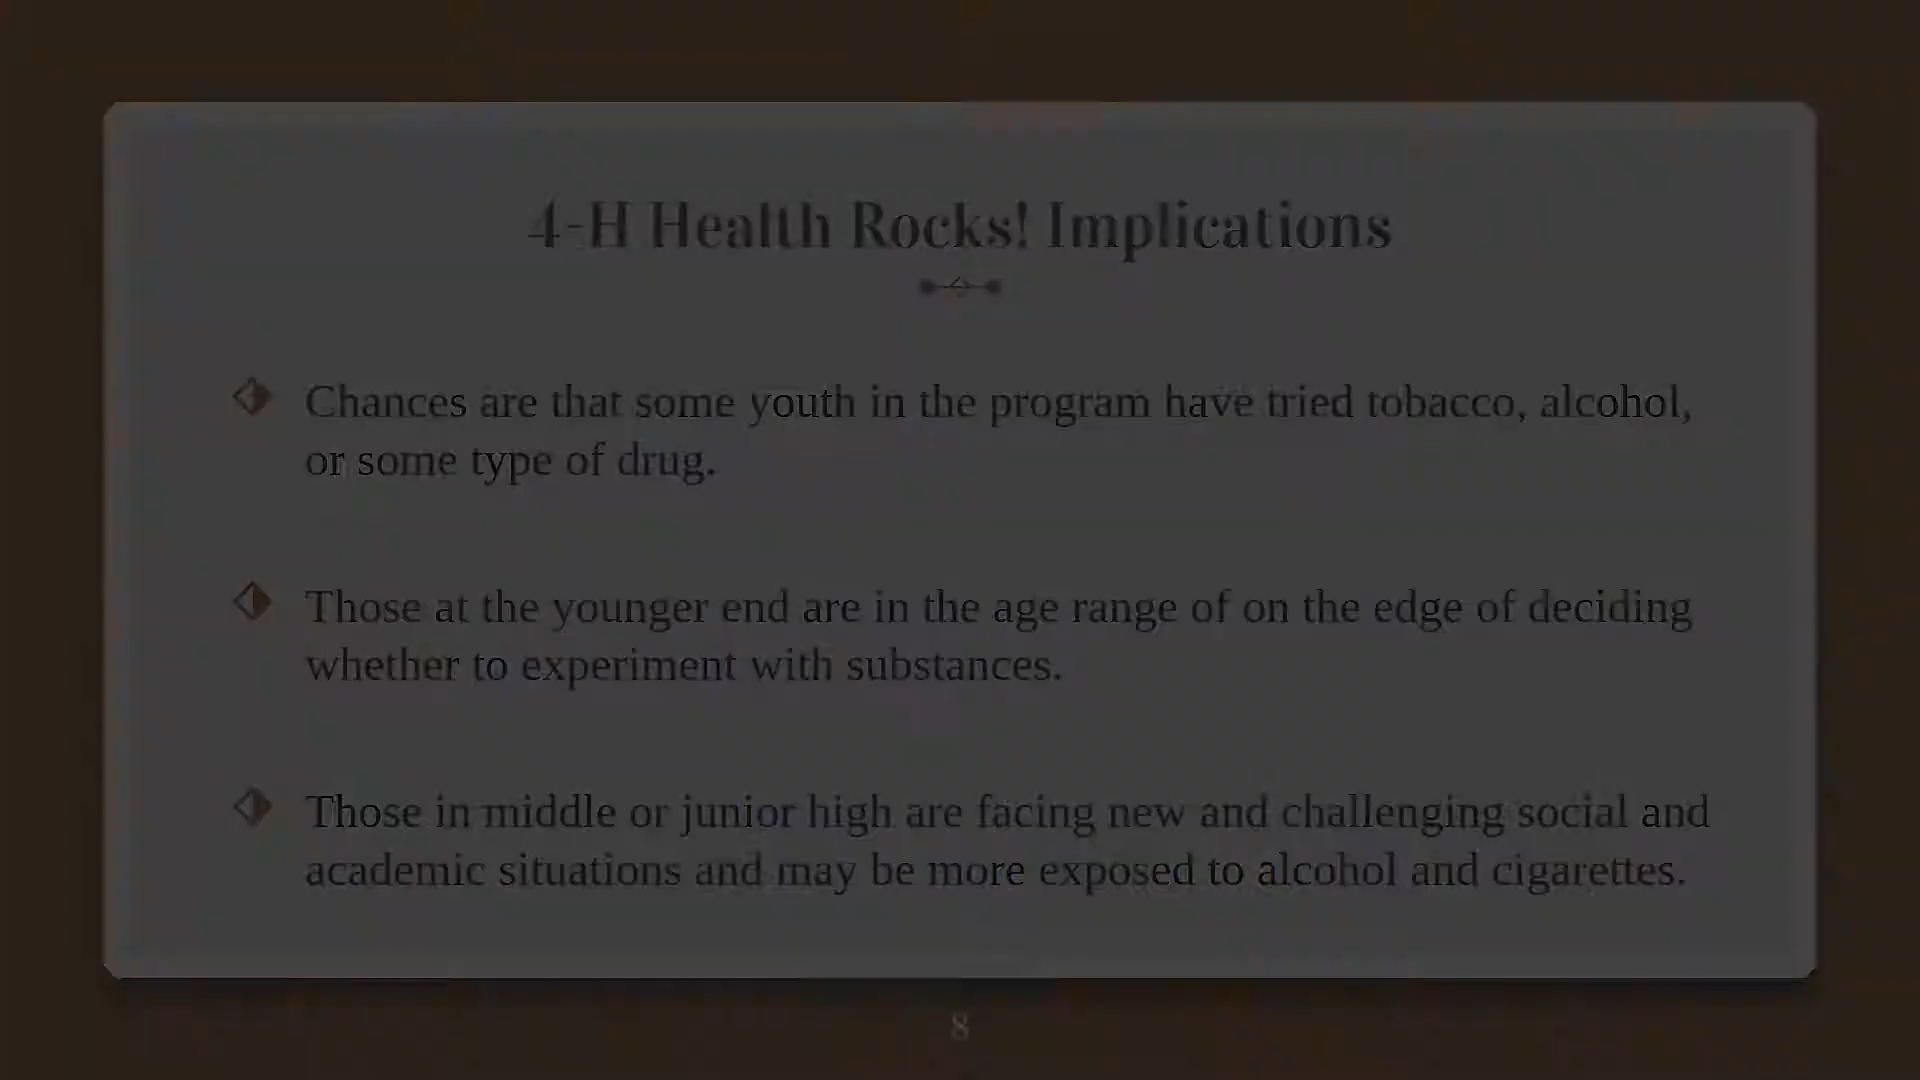 4-H Health Rocks! Implications
Chances are that some youth in the program have tried tobacco, alcohol,
or some type of drug.
Those at the younger end are in the age range of on the edge of deciding
whether to experiment with substances.
Those in middle or junior high are facing new and challenging social and
academic situations and may be more exposed to alcohol and cigarettes.
8